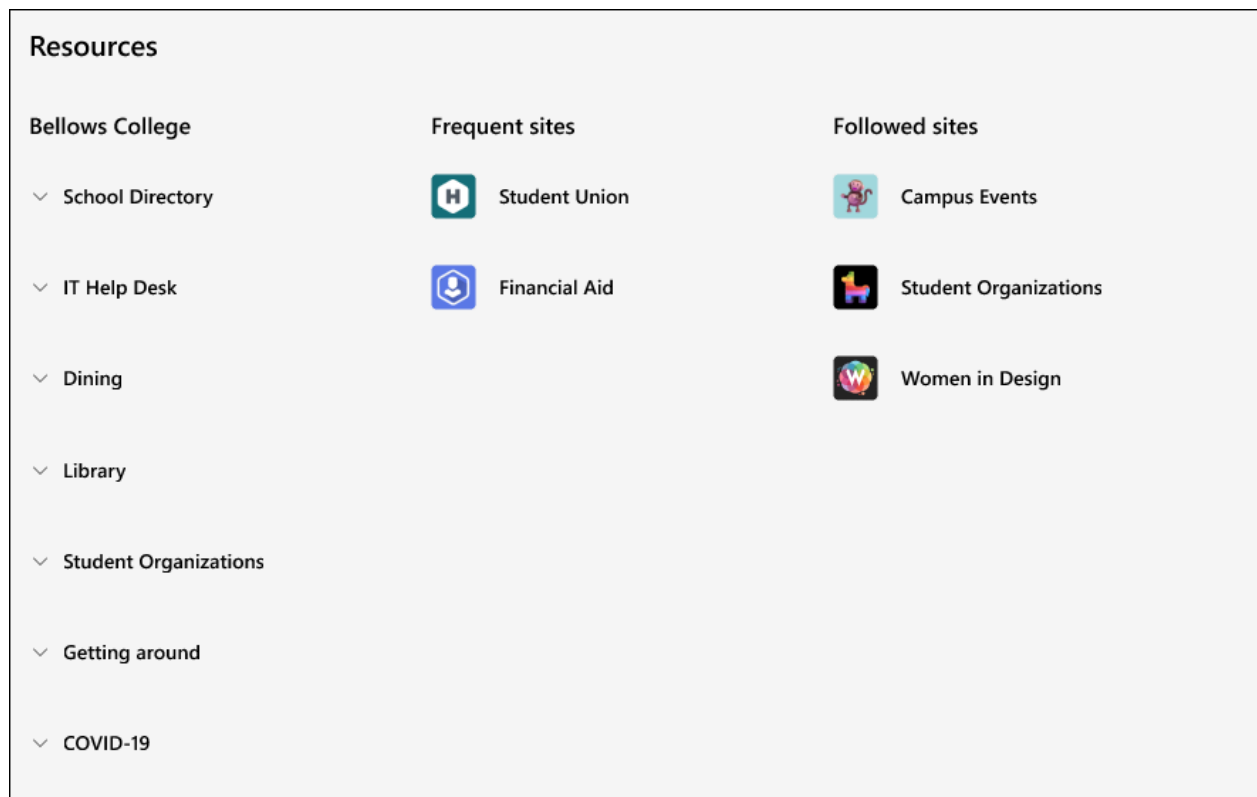 Resources
Bellows College
School Directory
IT Help Desk
Dining
Library
Student Organizations
Getting around
COVID-19
Frequent sites
H
Student Union
Financial Aid
Followed sites
Campus Events
Student Organizations
W
Women in Design